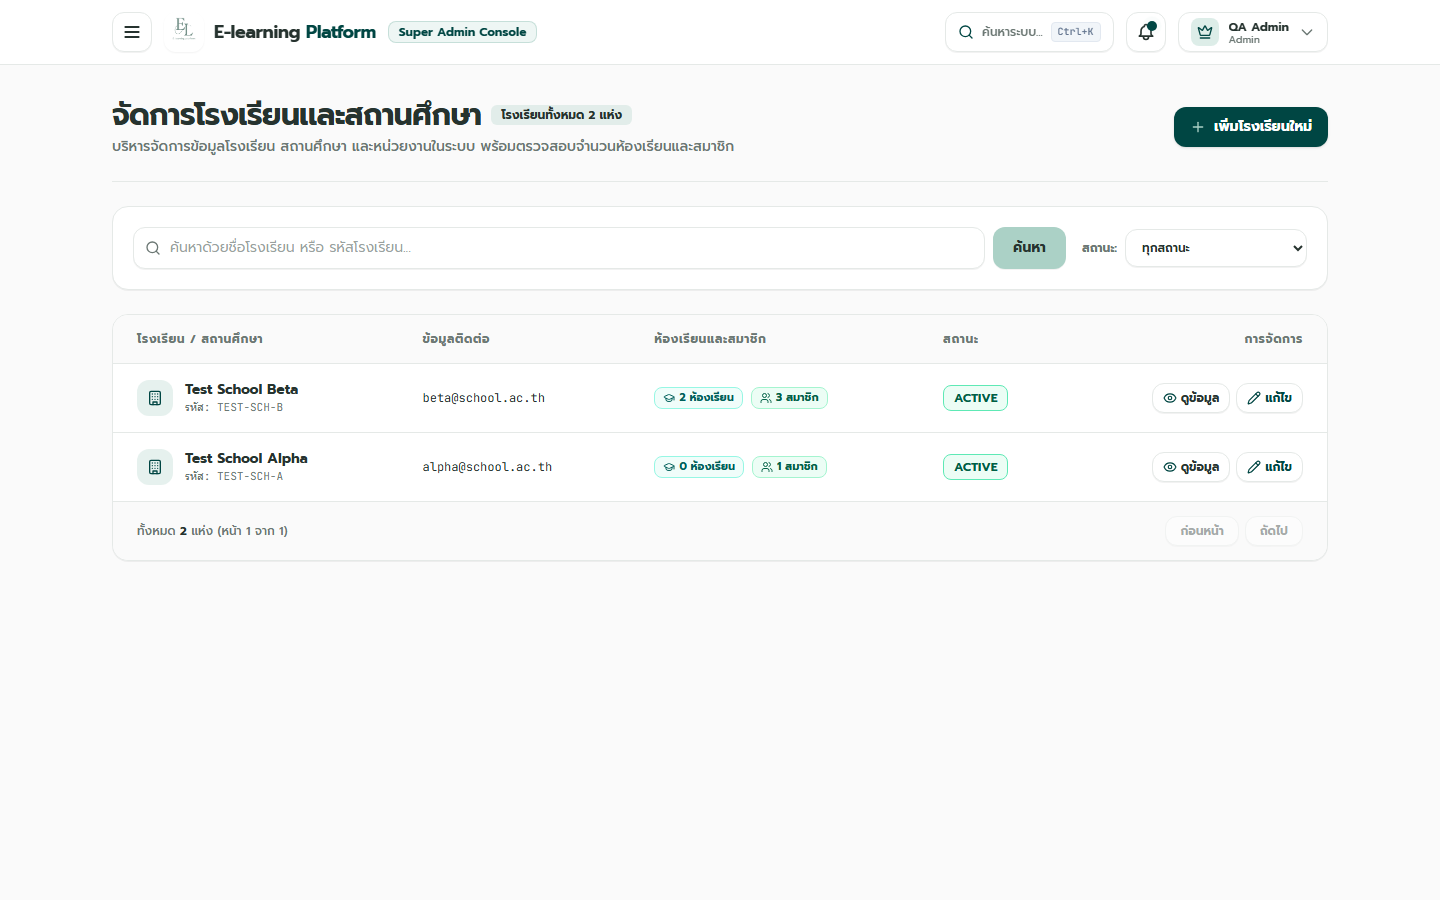 EL
E-learning Platform
Super Admin Console
ค้นหาระบบ...
Ctrl+K
QA Admin
Admin
จัดการโรงเรียนและสถานศึกษา
โรงเรียนทั้งหมด 2 แห่ง
บริหารจัดการข้อมูลโรงเรียน สถานศึกษา และหน่วยงานในระบบ พร้อมตรวจสอบจำนวนห้องเรียนและสมาชิก
เพิ่มโรงเรียนใหม่
ค้นหาด้วยชื่อโรงเรียน หรือ รหัสโรงเรียน...
ค้นหา
สถานะ:
ทุกสถานะ
โรงเรียน / สถานศึกษา
ข้อมูลติดต่อ
ห้องเรียนและสมาชิก
สถานะ
การจัดการ
Test School Beta
รหัส: TEST-SCH-B
beta@school.ac.th
2 ห้องเรียน
3 สมาชิก
ACTIVE
ดูข้อมูล
แก้ไข
Test School Alpha
รหัส: TEST-SCH-A
alpha@school.ac.th
0 ห้องเรียน
1 สมาชิก
ACTIVE
ดูข้อมูล
แก้ไข
ทั้งหมด 2 แห่ง (หน้า 1 จาก 1)
ก่อนหน้า
ถัดไป